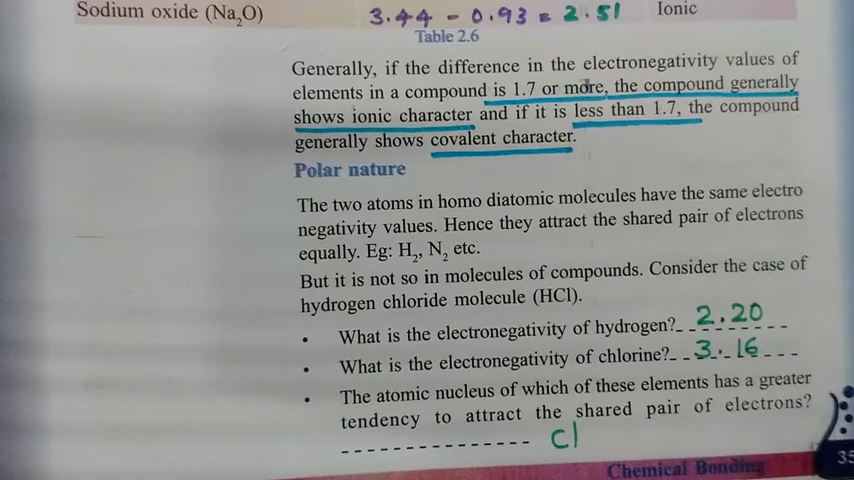 Sodium oxide (Na₂O) 3.44 - 0.93 = 2.51 Ionic
Table 2.6
Generally, if the difference in the electronegativity values of
elements in a compound is 1.7 or more, the compound generally
shows ionic character and if it is less than 1.7, the compound
generally shows covalent character.
Polar nature
The two atoms in homo diatomic molecules have the same electro
negativity values. Hence they attract the shared pair of electrons
equally. Eg: H₂, N₂ etc.
But it is not so in molecules of compounds. Consider the case of
hydrogen chloride molecule (HCl).
• What is the electronegativity of hydrogen? 2.20
• What is the electronegativity of chlorine? 3.16
• The atomic nucleus of which of these elements has a greater
tendency to attract the shared pair of electrons?
Cl
Chemical Bonding
35